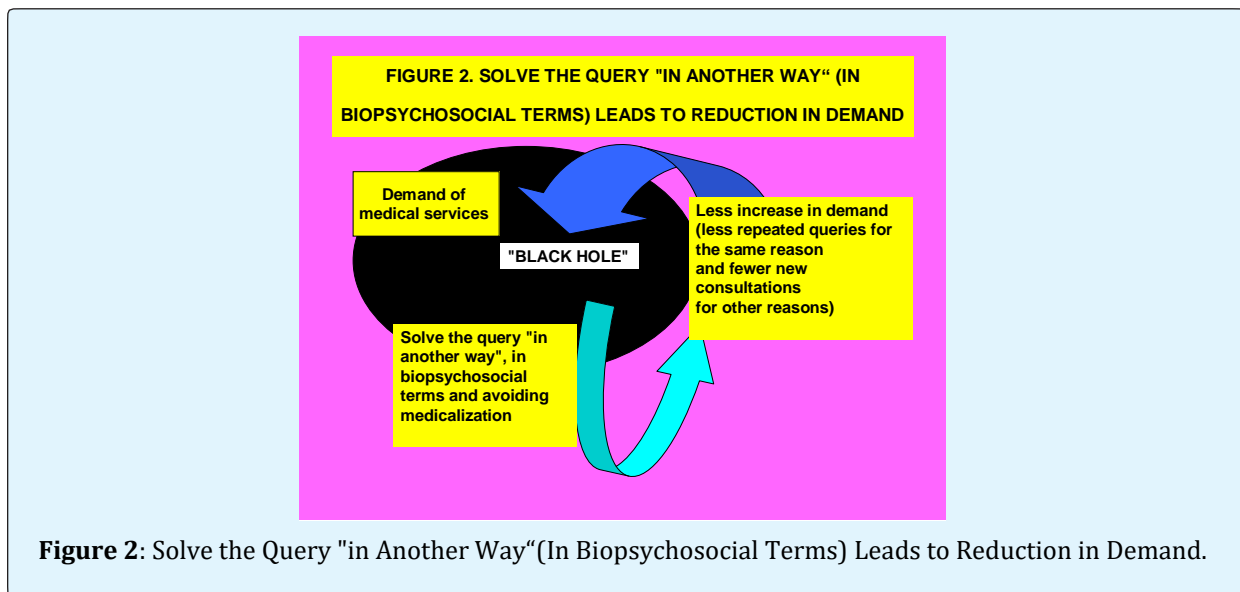 FIGURE 2. SOLVE THE QUERY "IN ANOTHER WAY“ (IN
BIOPSYCHOSOCIAL TERMS) LEADS TO REDUCTION IN DEMAND
Demand of
medical services
"BLACK HOLE"
Less increase in demand
(less repeated queries for
the same reason
and fewer new
consultations
for other reasons)
Solve the query "in
another way", in
biopsychosocial
terms and avoiding
medicalization
Figure 2: Solve the Query "in Another Way“(In Biopsychosocial Terms) Leads to Reduction in Demand.